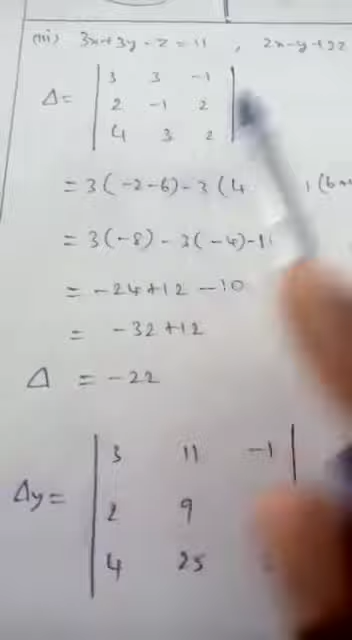 (iii) 3x+3y-z=11 , 2x-y+2z
Δ= | 3 3 -1 |
2 -1 2
4 3 2
= 3(-2-6)-3(4 (6+4
= 3(-8)-3(-4)-1
= -24+12-10
= -32+12
Δ = -22
Δy= | 3 11 -1 |
2 9
4 25